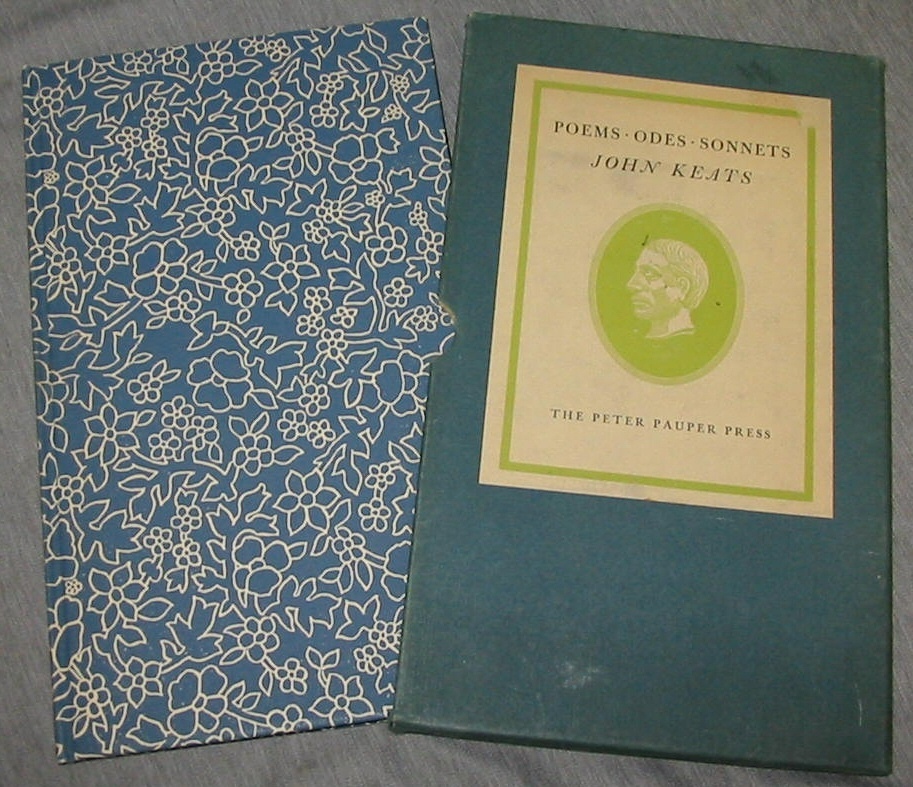 POEMS · ODES · SONNETS
JOHN KEATS
THE PETER PAUPER PRESS